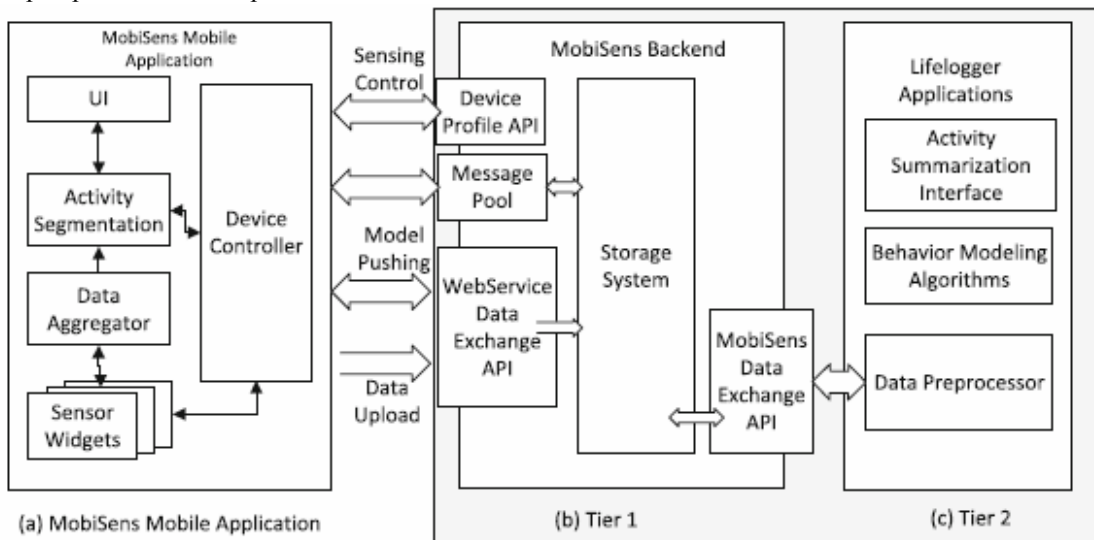 MobiSens Mobile
Application
UI
Activity
Segmentation
Data
Aggregator
Sensor
Widgets
Device
Controller
(a) MobiSens Mobile Application
Sensing
Control
Model
Pushing
Data
Upload
MobiSens Backend
Device
Profile API
Message
Pool
WebService
Data
Exchange
API
Storage
System
MobiSens
Data
Exchange
API
(b) Tier 1
Lifelogger
Applications
Activity
Summarization
Interface
Behavior Modeling
Algorithms
Data Preprocessor
(c) Tier 2